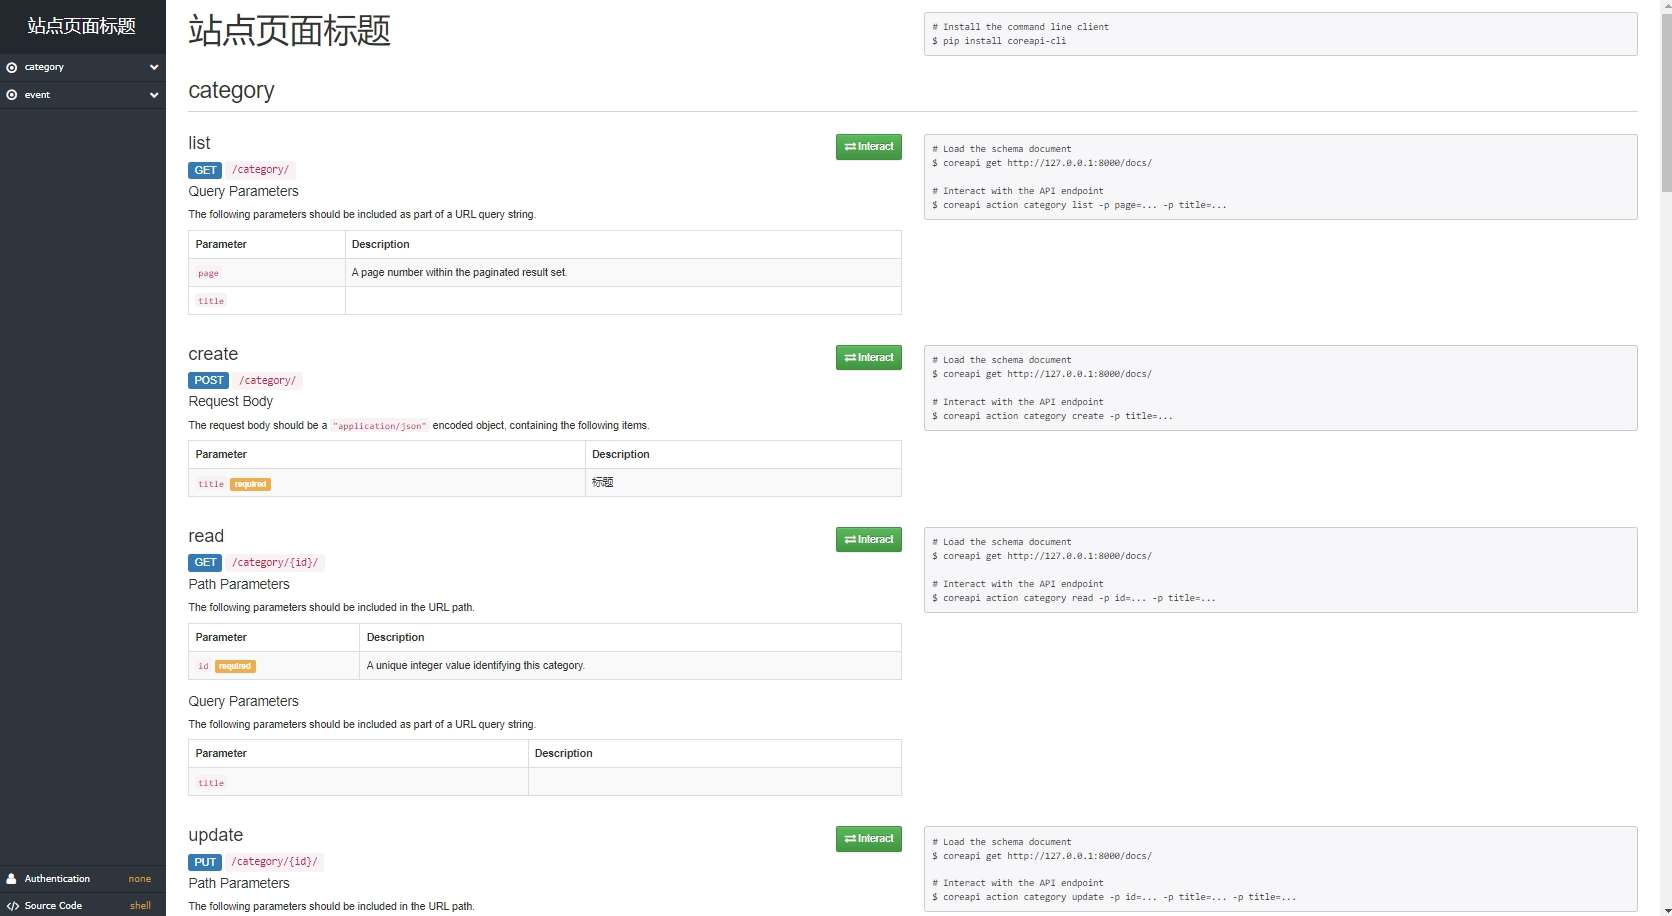 站点页面标题
category
event
Authentication none
Source Code shell
站点页面标题
# Install the command line client
$ pip install coreapi-cli
category
list
Interact
GET /category/
Query Parameters
The following parameters should be included as part of a URL query string.
Parameter Description
page A page number within the paginated result set.
title
# Load the schema document
$ coreapi get http://127.0.0.1:8000/docs/
# Interact with the API endpoint
$ coreapi action category list -p page=... -p title=...
create
Interact
POST /category/
Request Body
The request body should be a "application/json" encoded object, containing the following items.
Parameter Description
title required 标题
# Load the schema document
$ coreapi get http://127.0.0.1:8000/docs/
# Interact with the API endpoint
$ coreapi action category create -p title=...
read
Interact
GET /category/{id}/
Path Parameters
The following parameters should be included in the URL path.
Parameter Description
id required A unique integer value identifying this category.
Query Parameters
The following parameters should be included as part of a URL query string.
Parameter Description
title
# Load the schema document
$ coreapi get http://127.0.0.1:8000/docs/
# Interact with the API endpoint
$ coreapi action category read -p id=... -p title=...
update
Interact
PUT /category/{id}/
Path Parameters
The following parameters should be included in the URL path.
# Load the schema document
$ coreapi get http://127.0.0.1:8000/docs/
# Interact with the API endpoint
$ coreapi action category update -p id=... -p title=... -p title=...